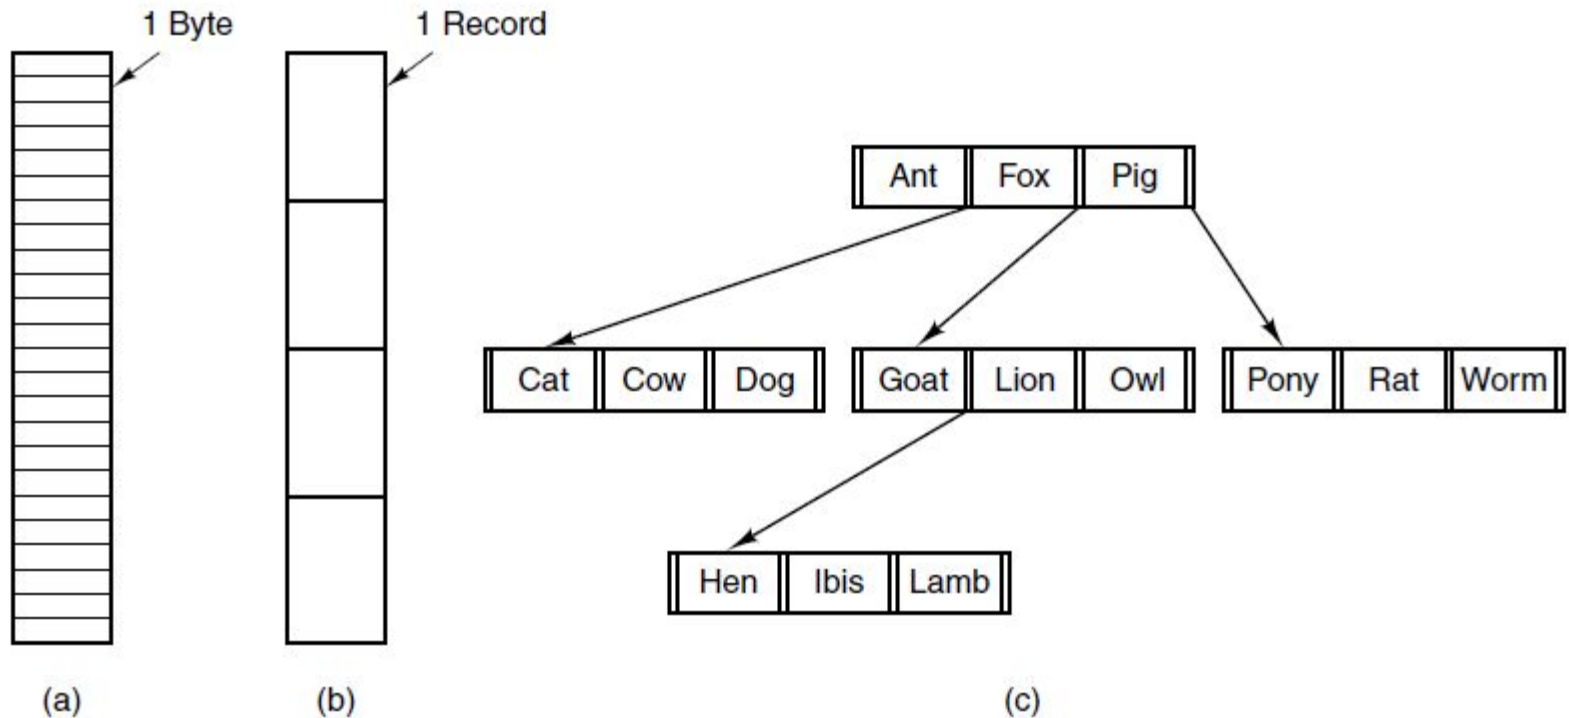 1 Byte
1 Record
Ant Fox Pig
Cat Cow Dog
Goat Lion Owl
Pony Rat Worm
Hen Ibis Lamb
(a)
(b)
(c)